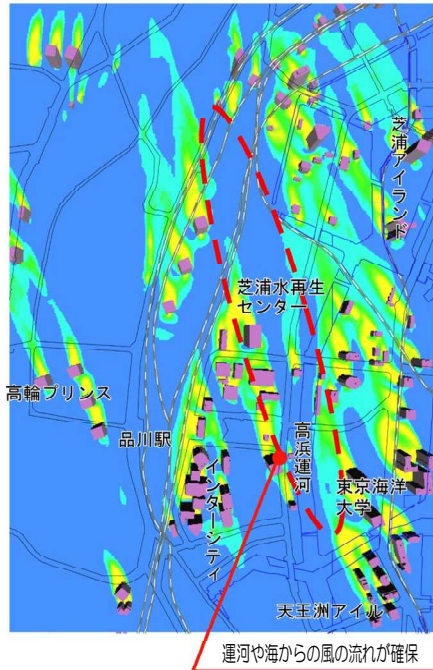 芝浦アイランド
芝浦水再生
センター
高輪プリンス
品川駅
インターシティ
高浜運河
東京海洋
大学
天王洲アイル
運河や海からの風の流れが確保